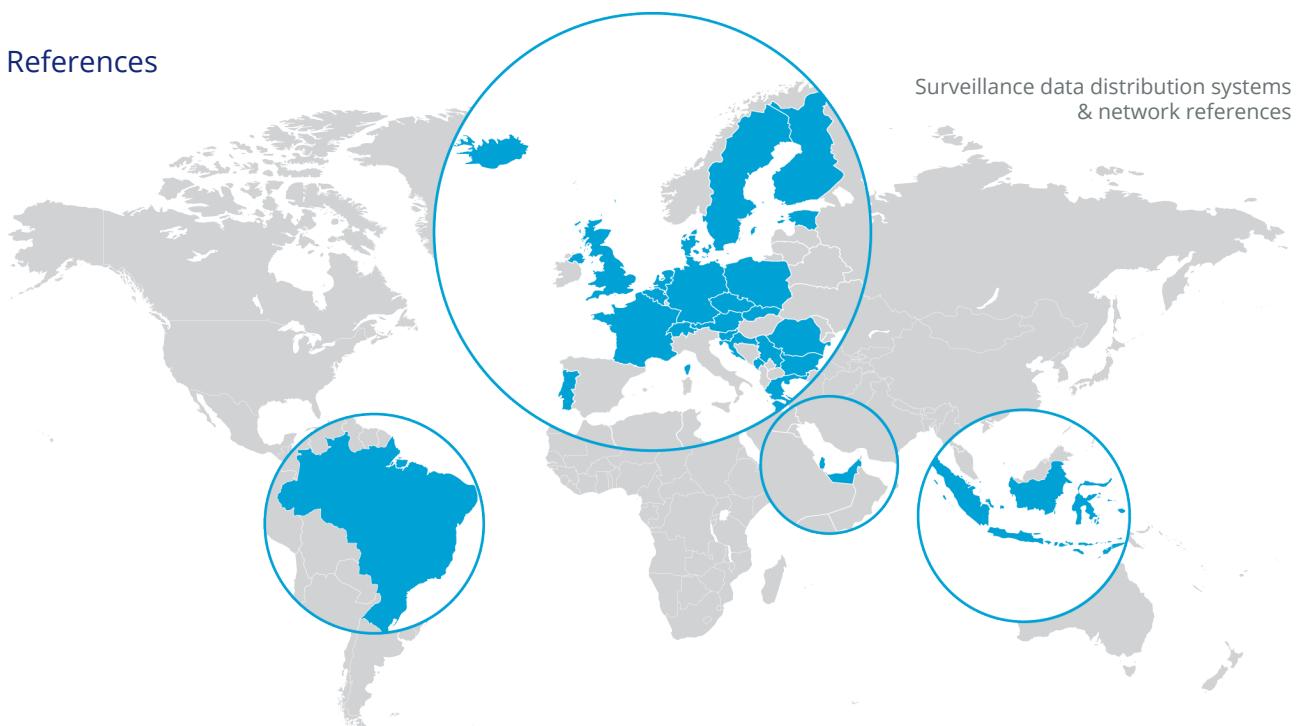 References
Surveillance data distribution systems
& network references